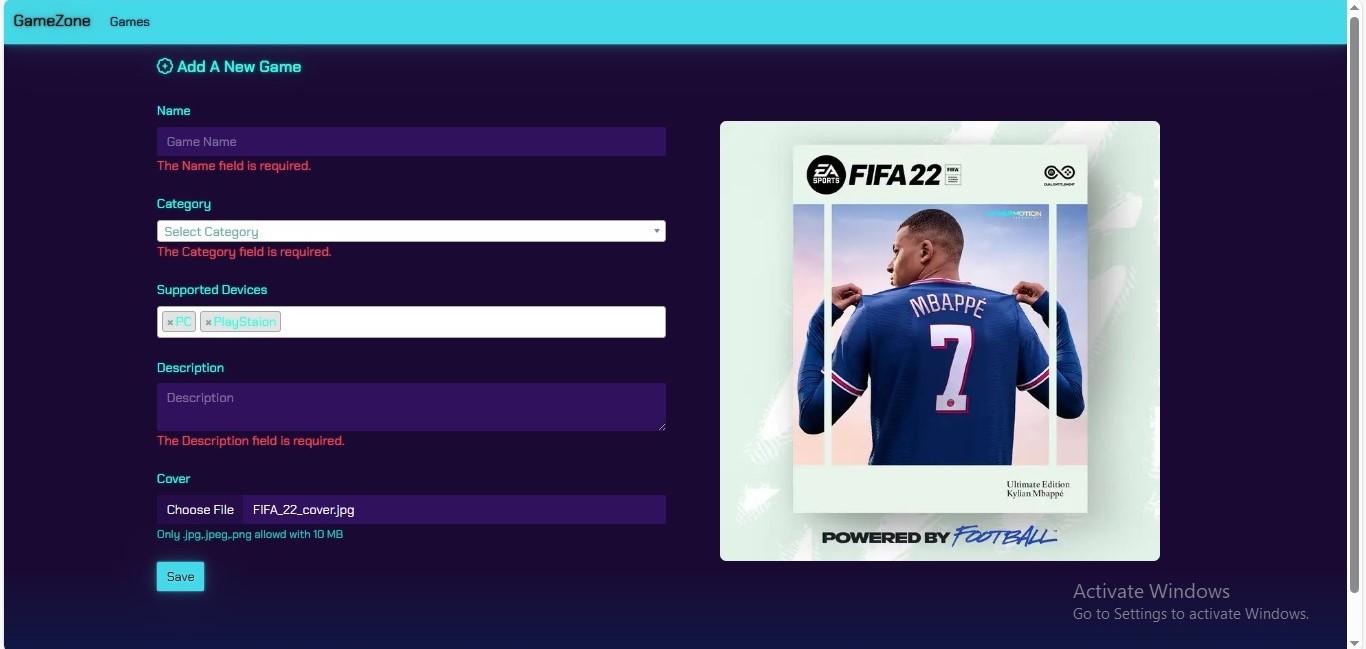 GameZone Games
Add A New Game
Name
Game Name
The Name field is required.
Category
Select Category
The Category field is required.
Supported Devices
×PC ×PlayStaion
Description
Description
The Description field is required.
Cover
Choose File FIFA_22_cover.jpg
Only .jpg,.jpeg,.png allowd with 10 MB
Save
EA
SPORTS
FIFA 22
FIFA
DUAL ENTITLEMENT
MBAPPÉ
7
Ultimate Edition
Kylian Mbappé
POWERED BY FOOTBALL
Activate Windows
Go to Settings to activate Windows.